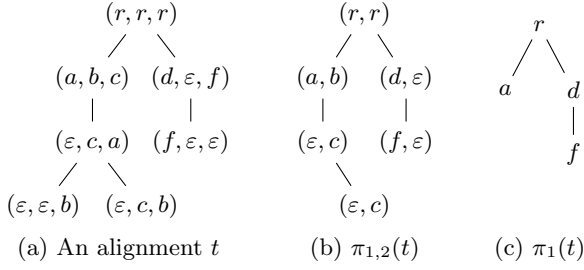 (r, r, r) (r, r) r
(a, b, c) (d, ε, f) (a, b) (d, ε) a d
(ε, c, a) (f, ε, ε) (ε, c) (f, ε) f
(ε, ε, b) (ε, c, b) (ε, c)
(a) An alignment t (b) π₁,₂(t) (c) π₁(t)